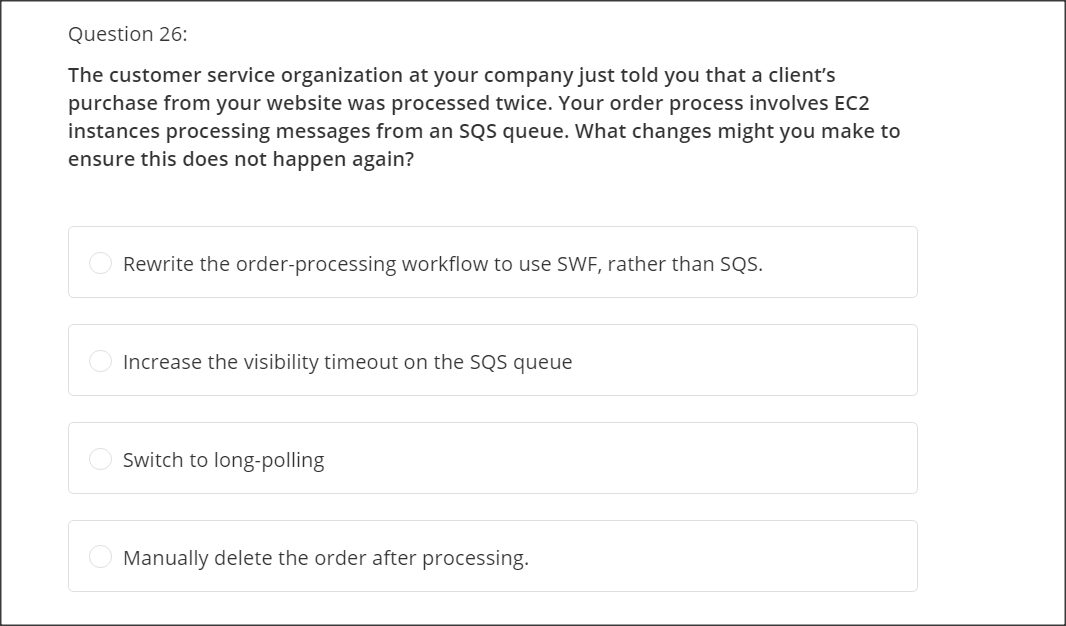 Question 26:
The customer service organization at your company just told you that a client’s
purchase from your website was processed twice. Your order process involves EC2
instances processing messages from an SQS queue. What changes might you make to
ensure this does not happen again?
Rewrite the order-processing workflow to use SWF, rather than SQS.
Increase the visibility timeout on the SQS queue
Switch to long-polling
Manually delete the order after processing.